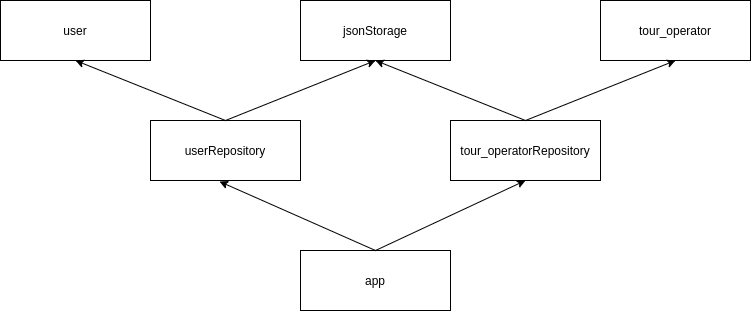 user
jsonStorage
tour_operator
userRepository
tour_operatorRepository
app